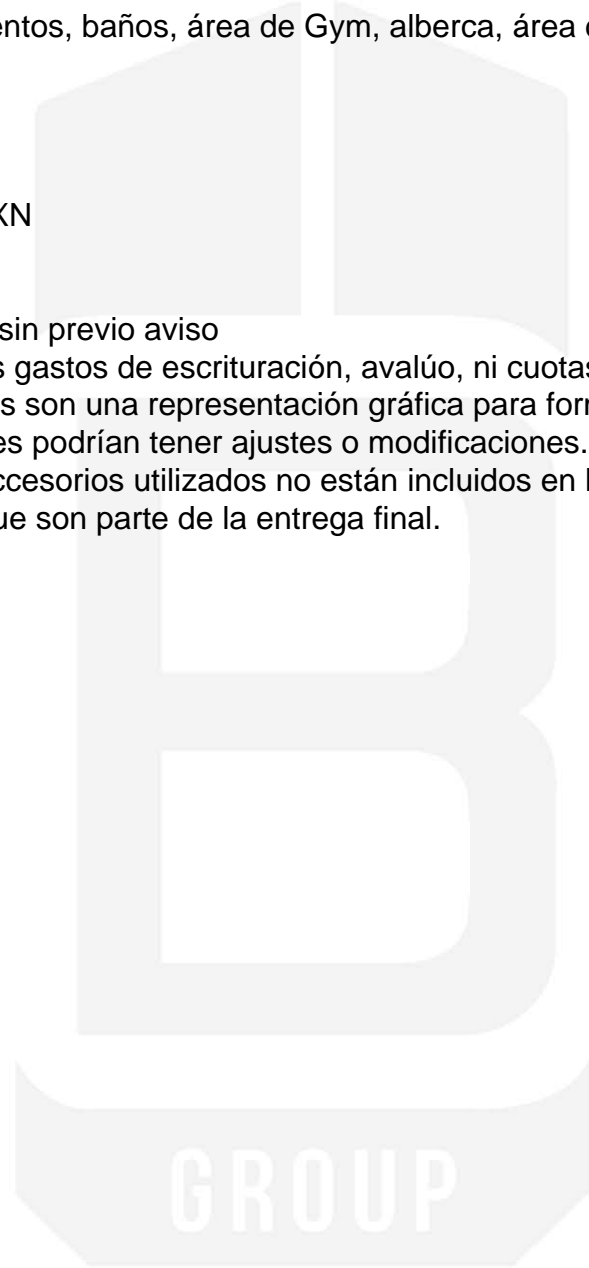 entos, baños, área de Gym, alberca, área
XN
sin previo aviso
s gastos de escrituración, avalúo, ni cuotas
s son una representación gráfica para for
es podrían tener ajustes o modificaciones.
ccesorios utilizados no están incluidos en
ue son parte de la entrega final.
B
GROUP